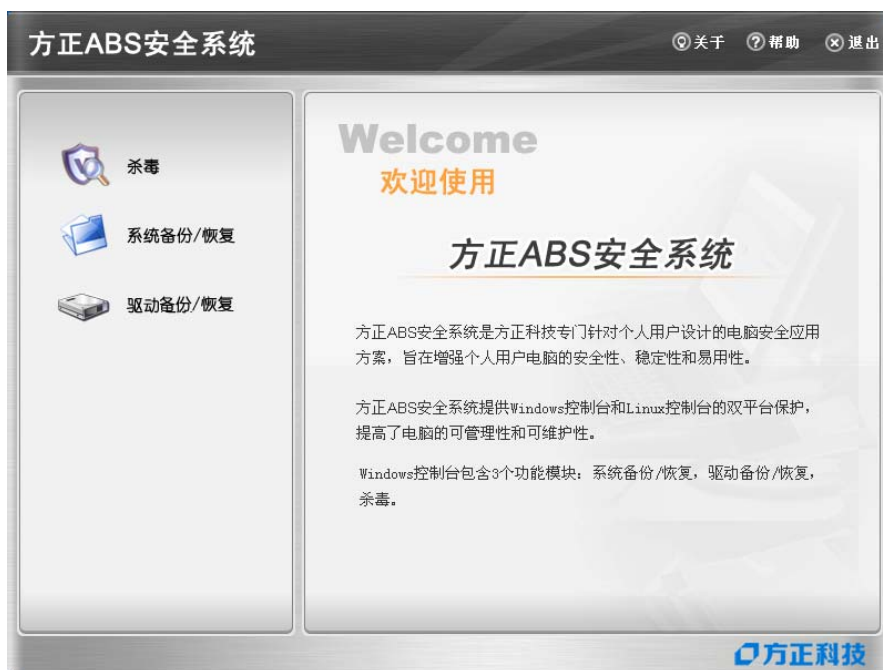 方正ABS安全系统
关于 帮助 退出
杀毒
系统备份/恢复
驱动备份/恢复
Welcome
欢迎使用
方正ABS安全系统
方正ABS安全系统是方正科技专门针对个人用户设计的电脑安全应用
方案，旨在增强个人用户电脑的安全性、稳定性和易用性。
方正ABS安全系统提供Windows控制台和Linux控制台的双平台保护，
提高了电脑的可管理性和可维护性。
Windows控制台包含3个功能模块：系统备份/恢复，驱动备份/恢复，
杀毒。
方正科技